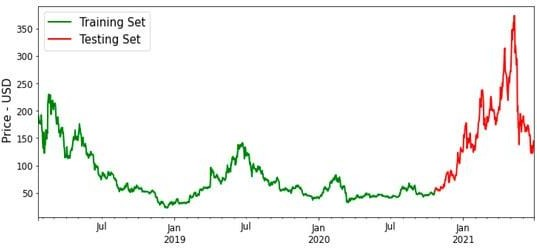 Training Set
Testing Set
Price - USD
350
300
250
200
150
100
50
Jul
Jan
2019
Jul
Jan
2020
Jul
Jan
2021